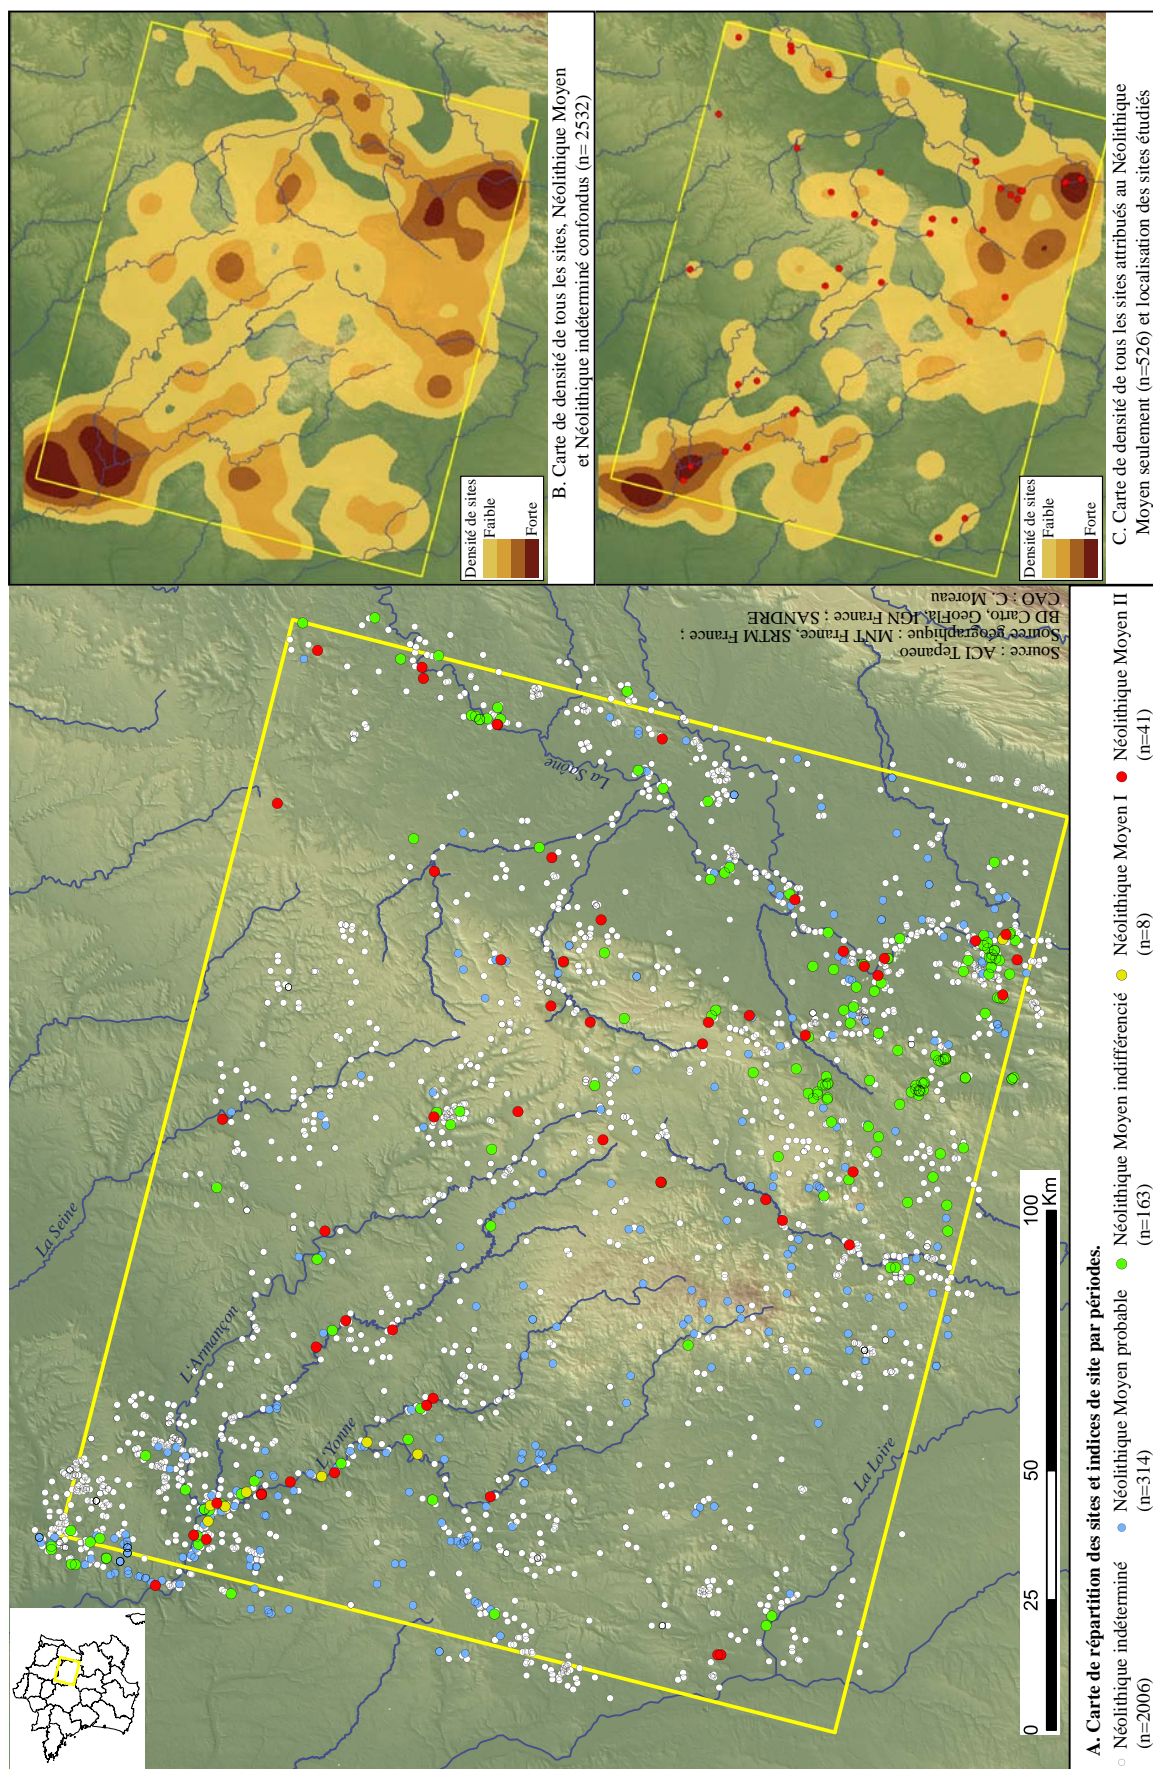 La Seine
L'Armançon
L'Yonne
La Loire
La Saône
0
25
50
100
Km
Source : ACI Tepaneo
Source géographique : MNT France, SRTM France ;
BD Carto, GeoFla, IGN France ; SANDRE
CAO : C. Moreau
A. Carte de répartition des sites et indices de site par périodes.
Néolithique indéterminé
(n=2006)
Néolithique Moyen probable
(n=314)
Néolithique Moyen indifférencié
(n=163)
Néolithique Moyen I
(n=8)
Néolithique Moyen II
(n=41)
Densité de sites
Faible
Forte
B. Carte de densité de tous les sites, Néolithique Moyen
et Néolithique indéterminé confondus (n= 2532)
Densité de sites
Faible
Forte
C. Carte de densité de tous les sites attribués au Néolithique
Moyen seulement (n=526) et localisation des sites étudiés